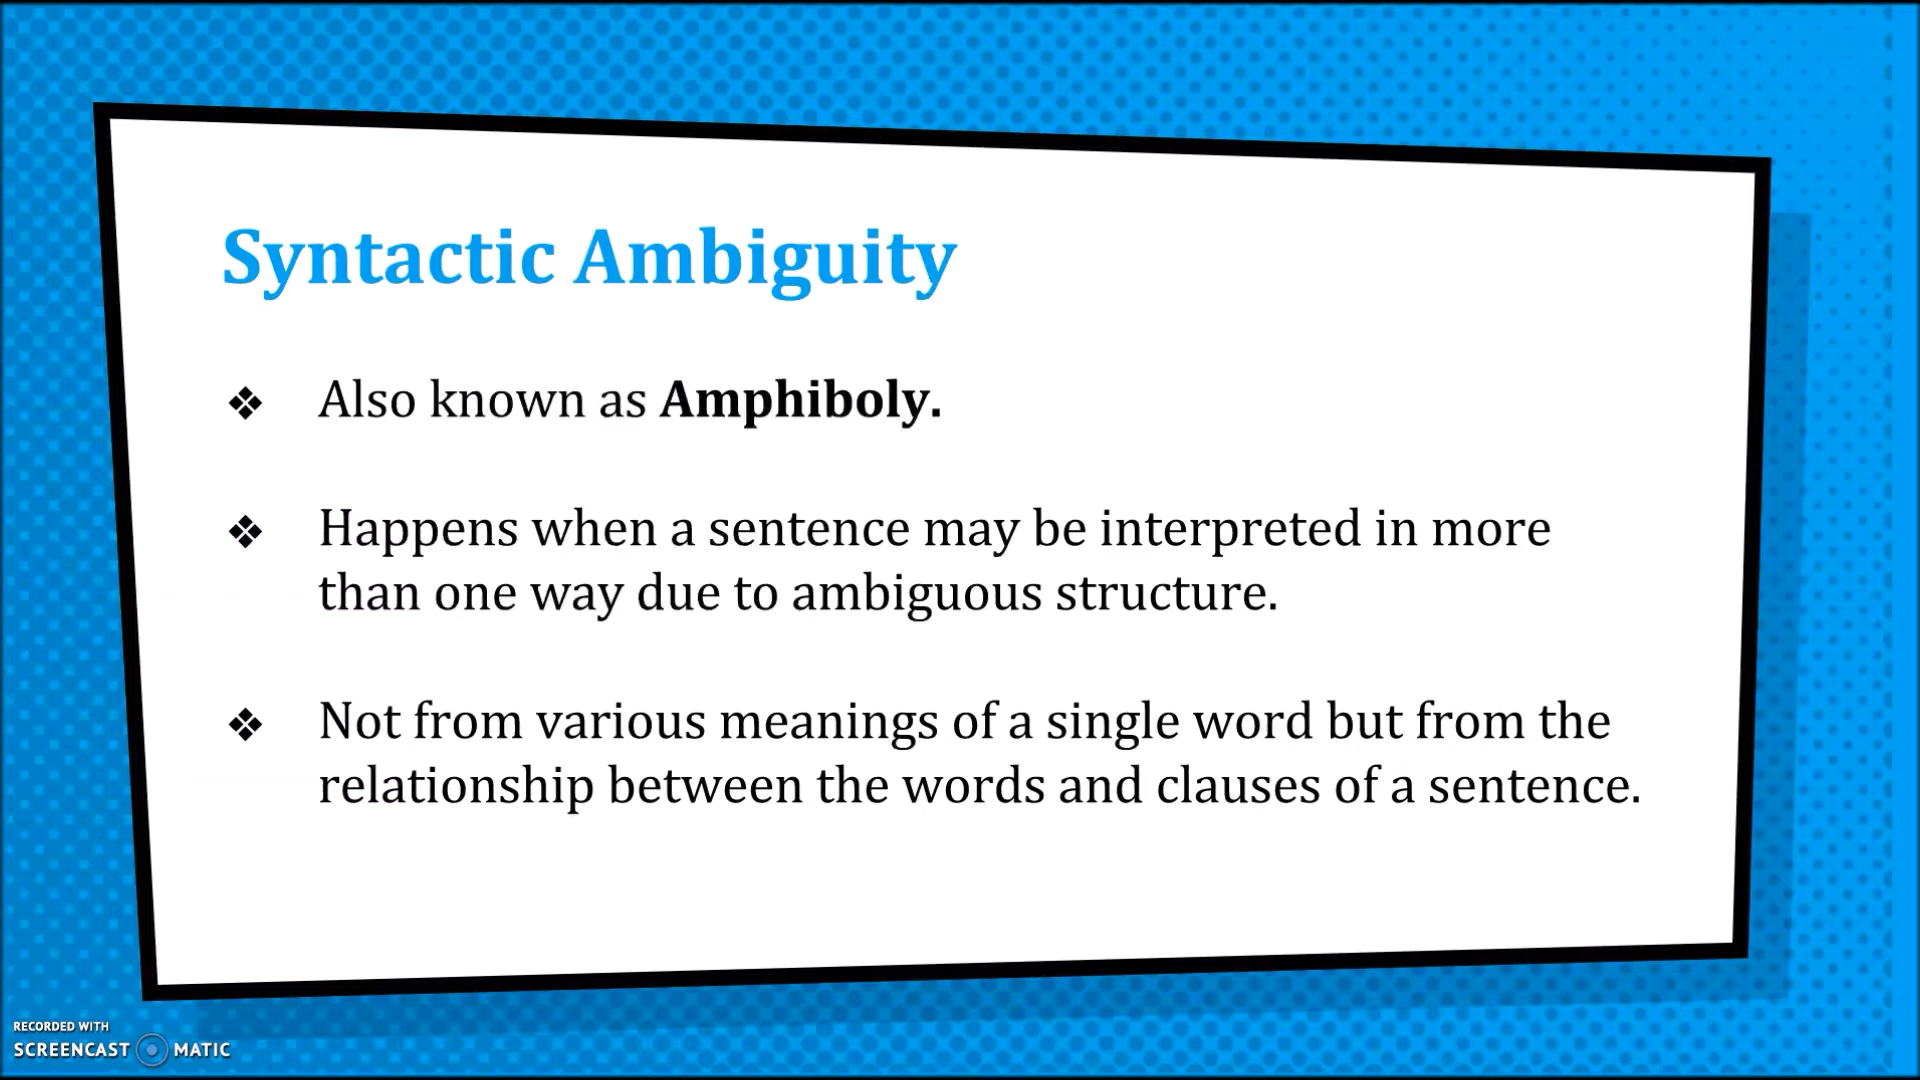 Syntactic Ambiguity
❖ Also known as Amphiboly.
❖ Happens when a sentence may be interpreted in more
than one way due to ambiguous structure.
❖ Not from various meanings of a single word but from the
relationship between the words and clauses of a sentence.
RECORDED WITH
SCREENCAST MATIC